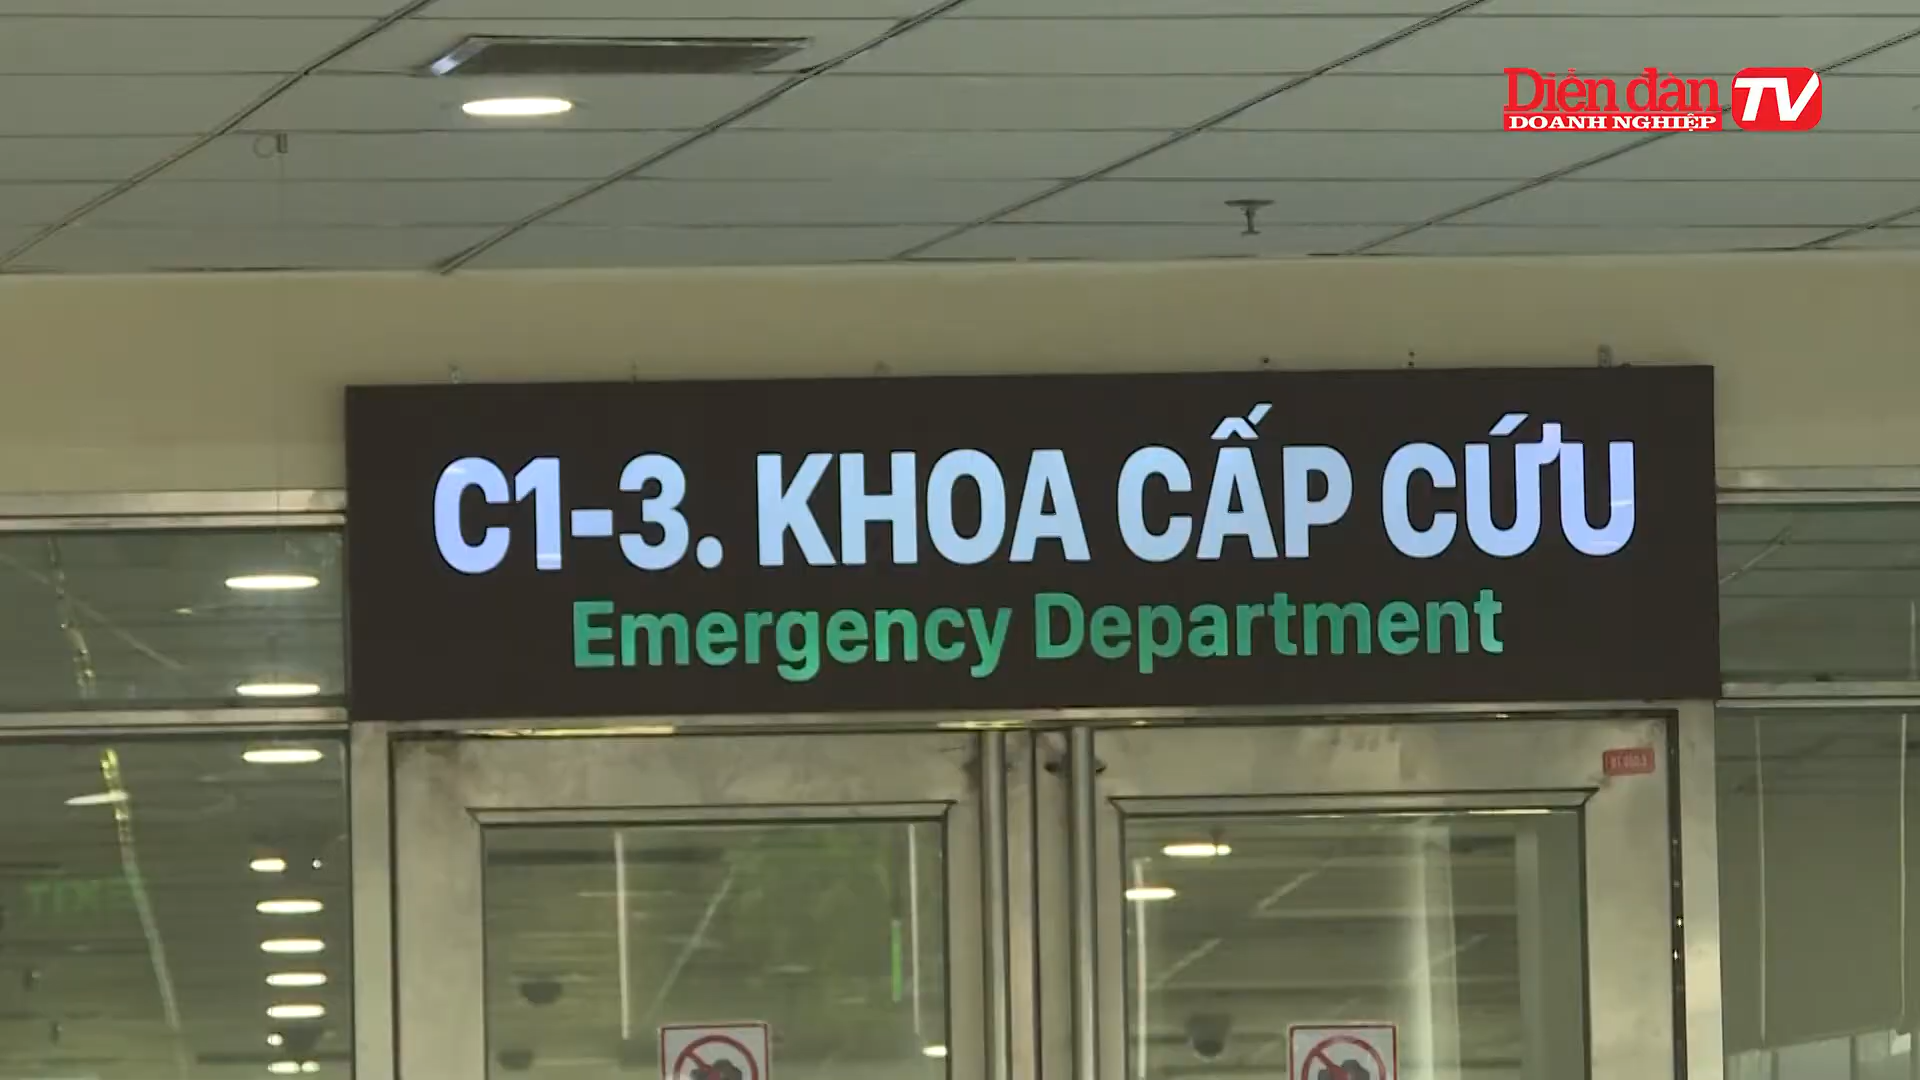 Diễn đàn TV
DOANH NGHIỆP
C1-3. KHOA CẤP CỨU
Emergency Department